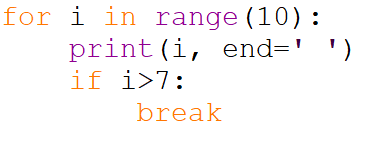 for i in range(10):
    print(i, end=' ')
    if i>7:
        break